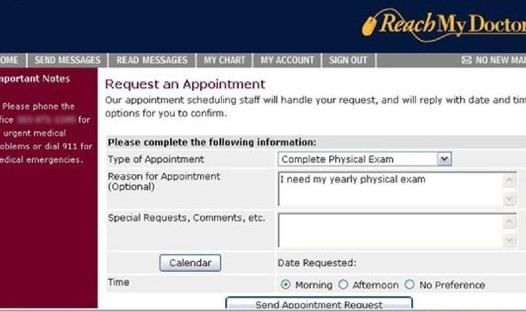 ReachMyDoctor
OME | SEND MESSAGES | READ MESSAGES | MY CHART | MY ACCOUNT | SIGN OUT | NO NEW MAI
mportant Notes
Please phone the
ffice for
urgent medical
roblems or dial 911 for
edical emergencies.
Request an Appointment
Our appointment scheduling staff will handle your request, and will reply with date and tim
options for you to confirm.
Please complete the following information:
Type of Appointment Complete Physical Exam
Reason for Appointment I need my yearly physical exam
(Optional)
Special Requests, Comments, etc.
Calendar Date Requested:
Time Morning Afternoon No Preference
Send Appointment Request